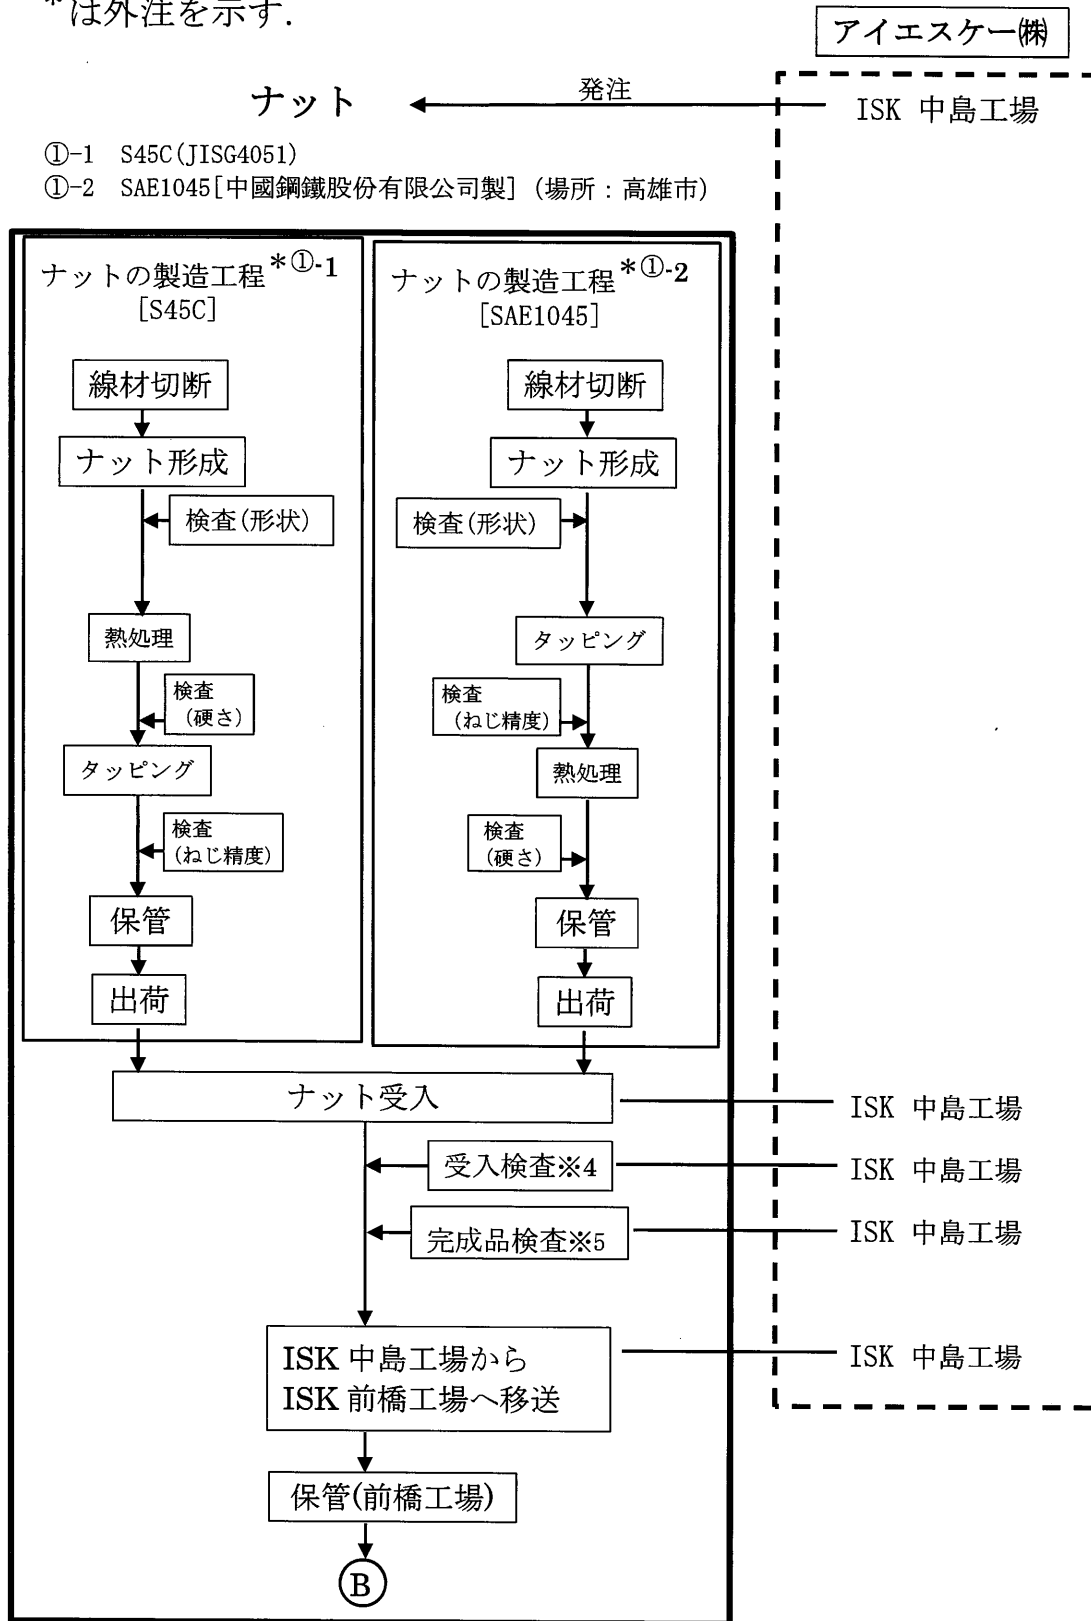 *は外注を示す.
アイエスケー㈱
ナット
発注
ISK 中島工場
①-1 S45C(JISG4051)
①-2 SAE1045[中國鋼鐵股份有限公司製](場所：高雄市)
ナットの製造工程*①-1
[S45C]
線材切断
ナット形成
検査(形状)
熱処理
検査
(硬さ)
タッピング
検査
(ねじ精度)
保管
出荷
ナットの製造工程*①-2
[SAE1045]
線材切断
ナット形成
検査(形状)
タッピング
検査
(ねじ精度)
熱処理
検査
(硬さ)
保管
出荷
ナット受入
ISK 中島工場
受入検査※4
ISK 中島工場
完成品検査※5
ISK 中島工場
ISK 中島工場から
ISK 前橋工場へ移送
ISK 中島工場
保管(前橋工場)
B